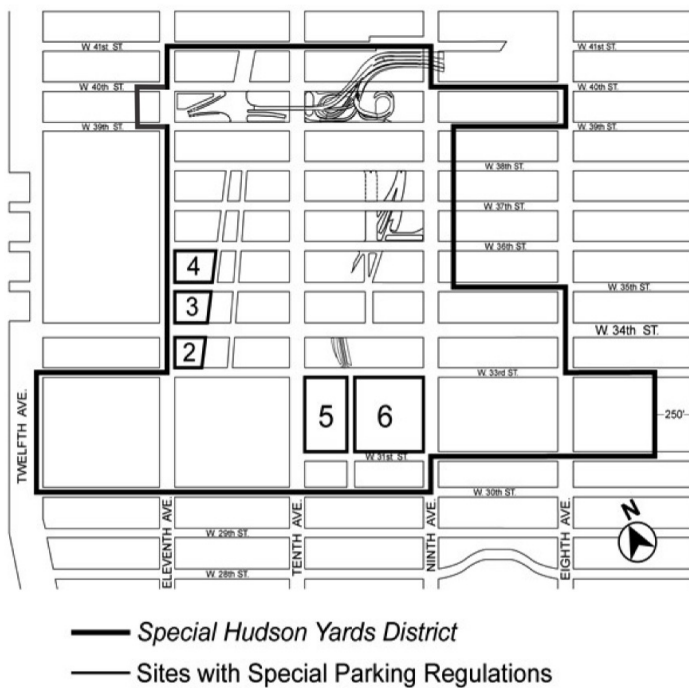 W. 41st ST. W. 41st ST.
W. 40th ST. W. 40th ST.
W. 39th ST. W. 39th ST.
W. 38th ST.
W. 37th ST.
W. 36th ST.
4
W. 35th ST.
3
W. 34th ST.
2
W. 33rd ST.
5 6
250'
W. 31st ST.
W. 30th ST.
TWELFTH AVE.
ELEVENTH AVE.
TENTH AVE.
NINTH AVE.
EIGHTH AVE.
N
W. 29th ST.
W. 28th ST.
Special Hudson Yards District
Sites with Special Parking Regulations